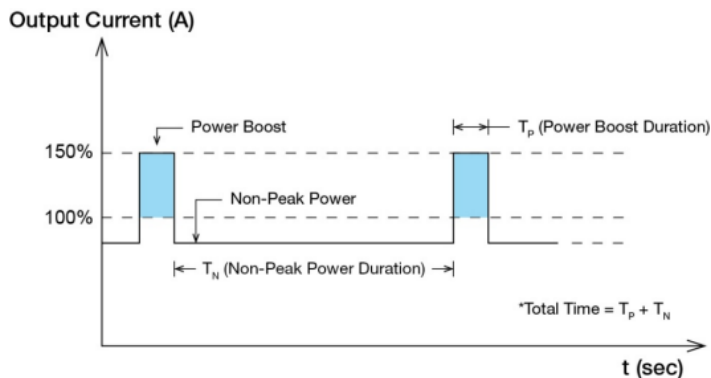 Output Current (A)
Power Boost
T_P (Power Boost Duration)
150%
Non-Peak Power
100%
T_N (Non-Peak Power Duration)
*Total Time = T_P + T_N
t (sec)